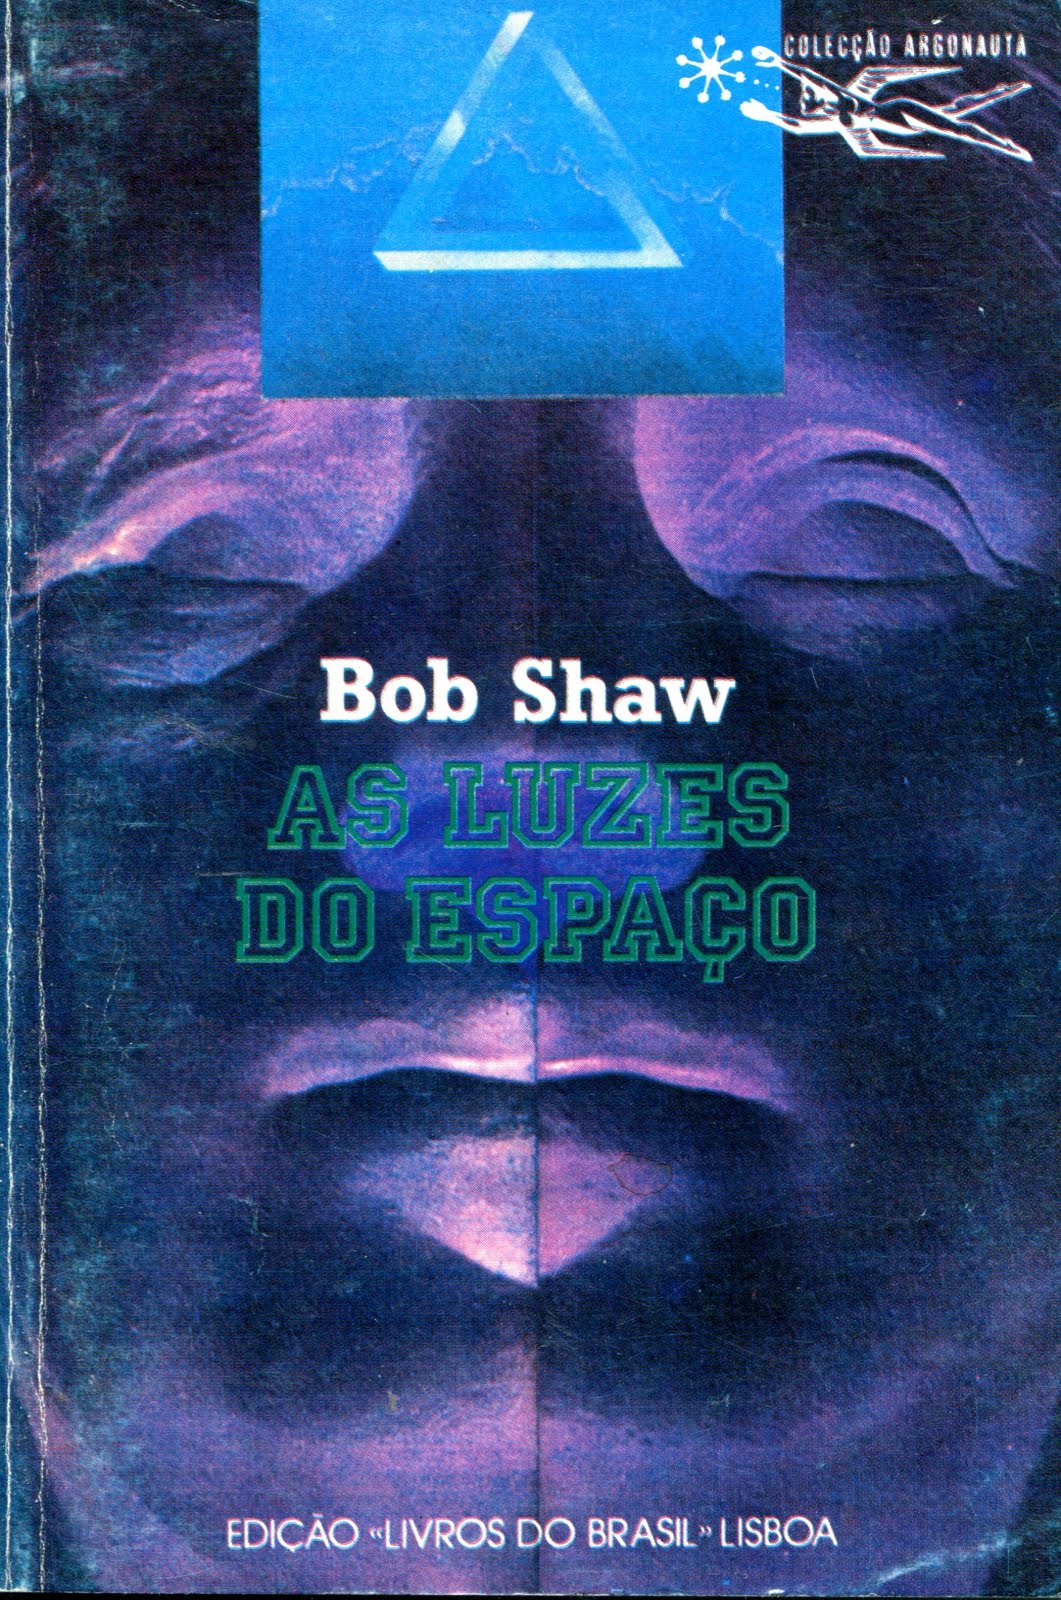 COLECÇÃO ARGONAUTA
Bob Shaw
AS LUZES
DO ESPAÇO
EDIÇÃO «LIVROS DO BRASIL» LISBOA